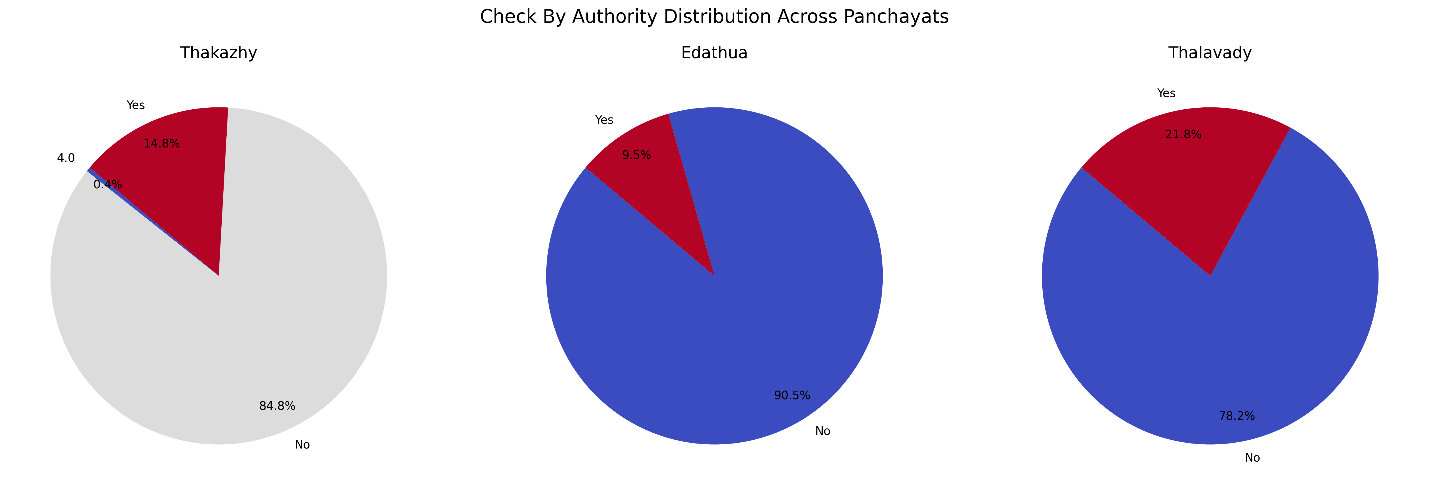 Check By Authority Distribution Across Panchayats
Thakazhy
Yes
14.8%
4.0
0.4%
84.8%
No
Edathua
Yes
9.5%
90.5%
No
Thalavady
Yes
21.8%
78.2%
No